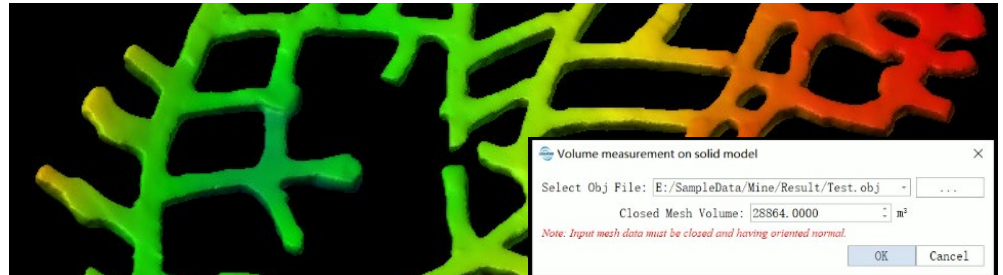 Volume measurement on solid model
Select Obj File: E:/SampleData/Mine/Result/Test.obj ...
Closed Mesh Volume: 28864.0000 m³
Note: Input mesh data must be closed and having oriented normal.
OK Cancel